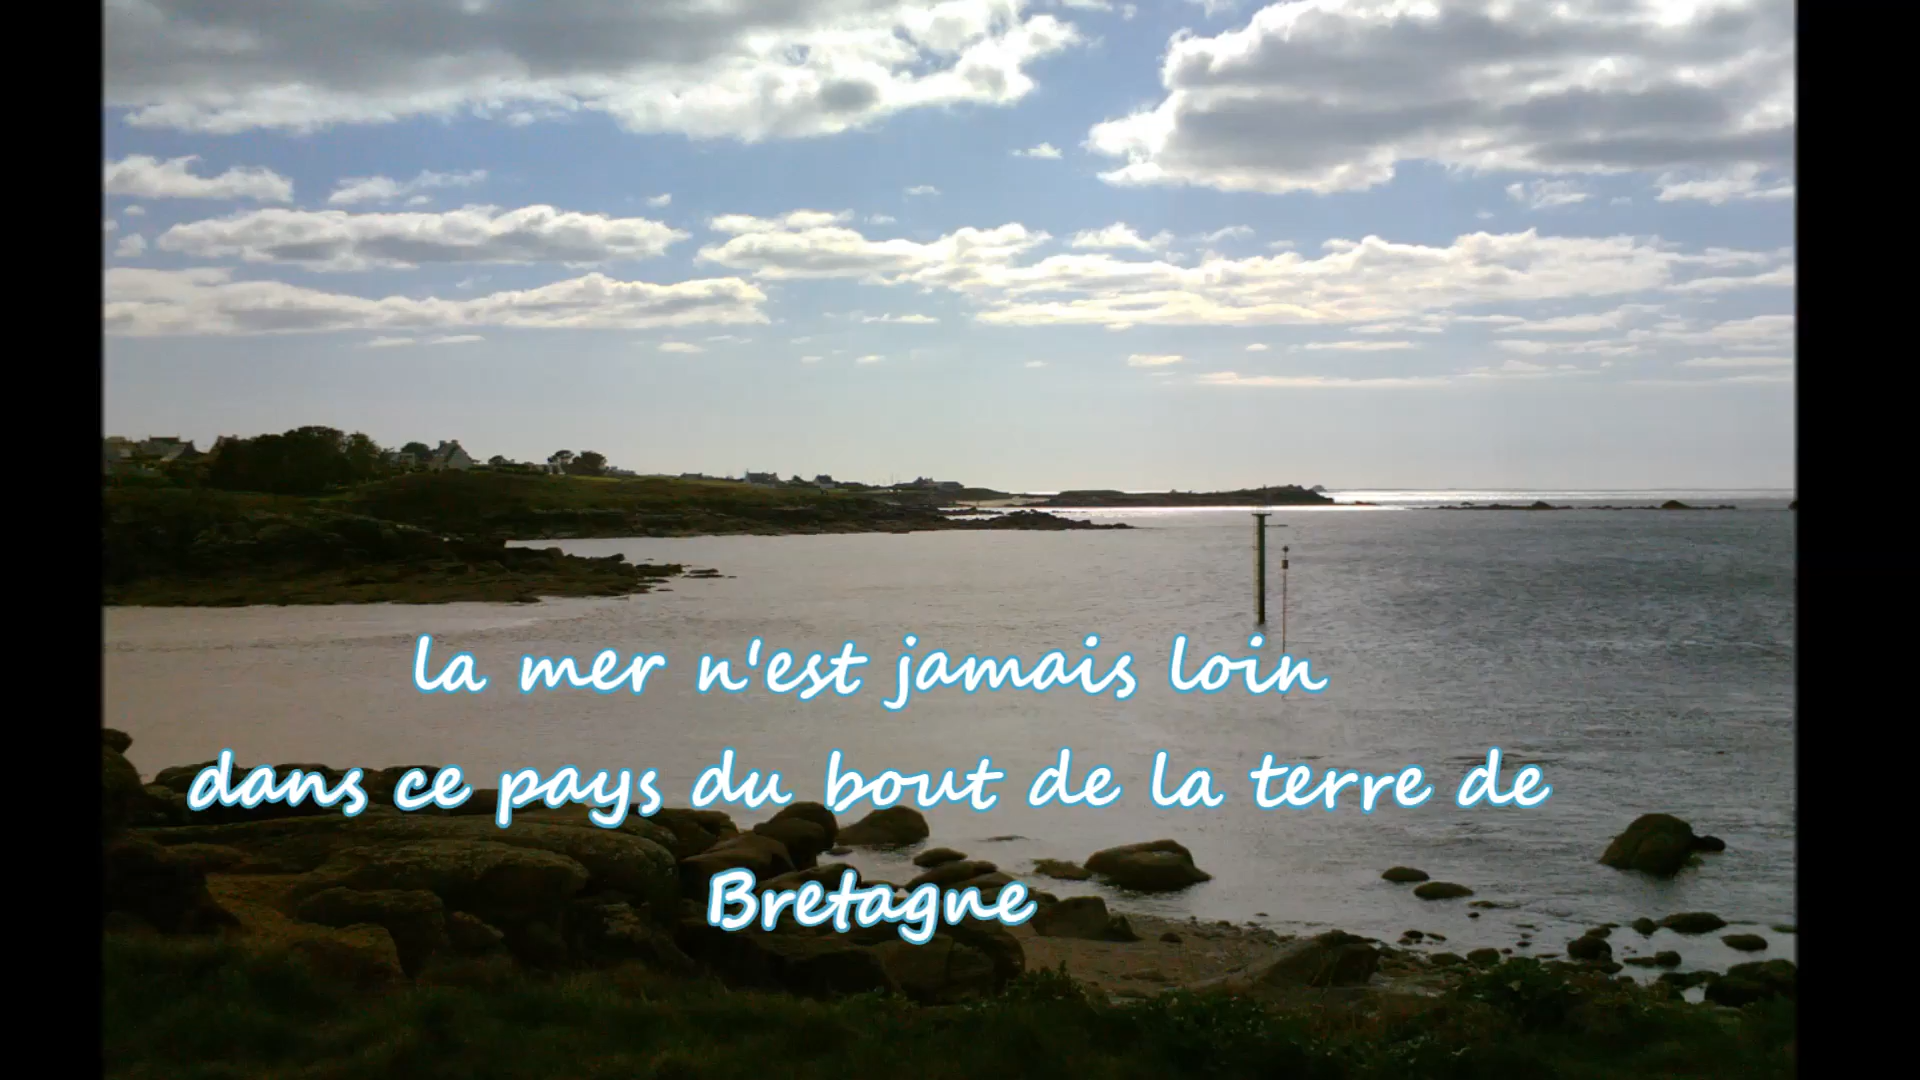 la mer n'est jamais loin
dans ce pays du bout de la terre de
Bretagne